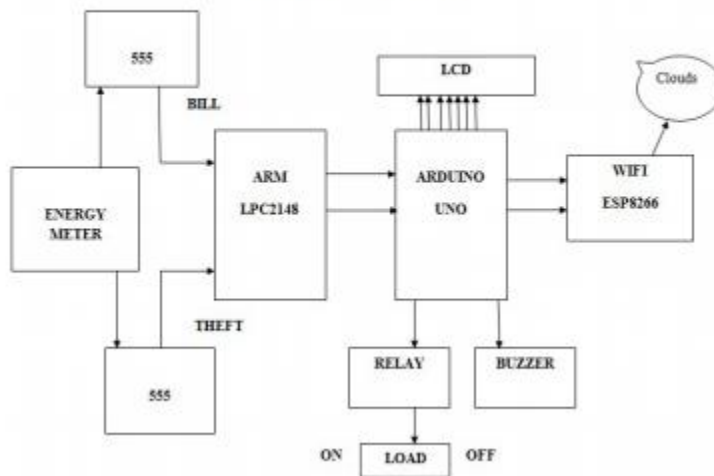 555
LCD
Clouds
BILL
ARM
LPC2148
ARDUINO
UNO
WIFI
ESP8266
ENERGY
METER
THEFT
555
RELAY
BUZZER
ON
LOAD
OFF